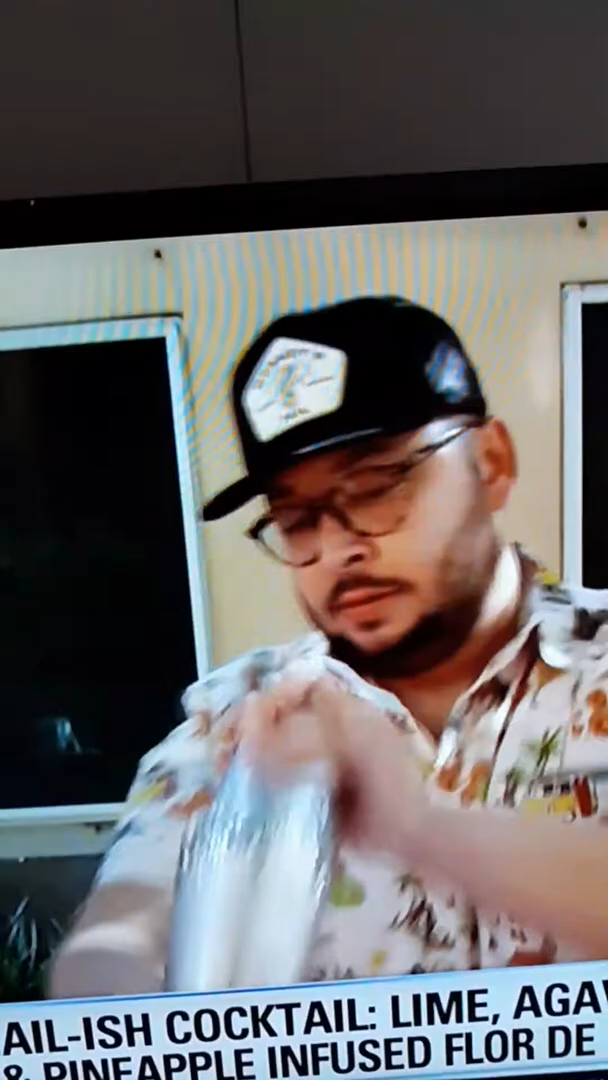 AIL-ISH COCKTAIL: LIME, AGAV
& PINEAPPLE INFUSED FLOR DE